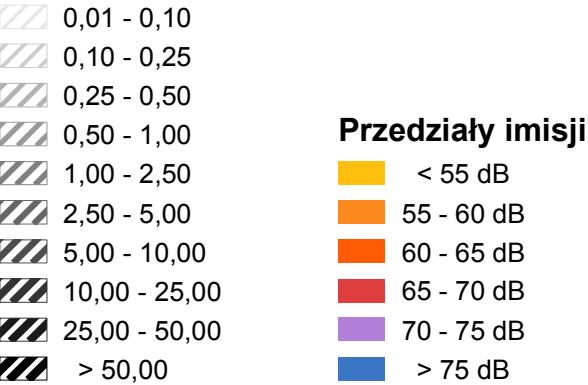 0,01 - 0,10
0,10 - 0,25
0,25 - 0,50
0,50 - 1,00
1,00 - 2,50
2,50 - 5,00
5,00 - 10,00
10,00 - 25,00
25,00 - 50,00
> 50,00
Przedziały imisji
< 55 dB
55 - 60 dB
60 - 65 dB
65 - 70 dB
70 - 75 dB
> 75 dB